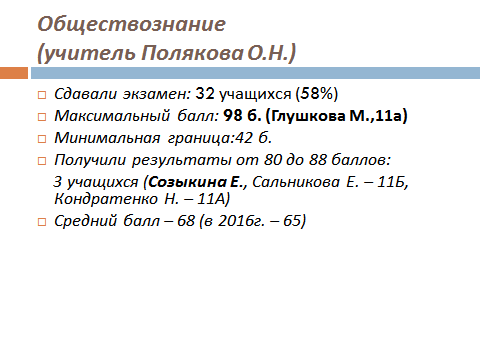 Обществознание
(учитель Полякова О.Н.)
Сдавали экзамен: 32 учащихся (58%)
Максимальный балл: 98 б. (Глушкова М.,11а)
Минимальная граница:42 б.
Получили результаты от 80 до 88 баллов:
3 учащихся (Созыкина Е., Сальникова Е. – 11Б,
Кондратенко Н. – 11А)
Средний балл – 68 (в 2016г. – 65)